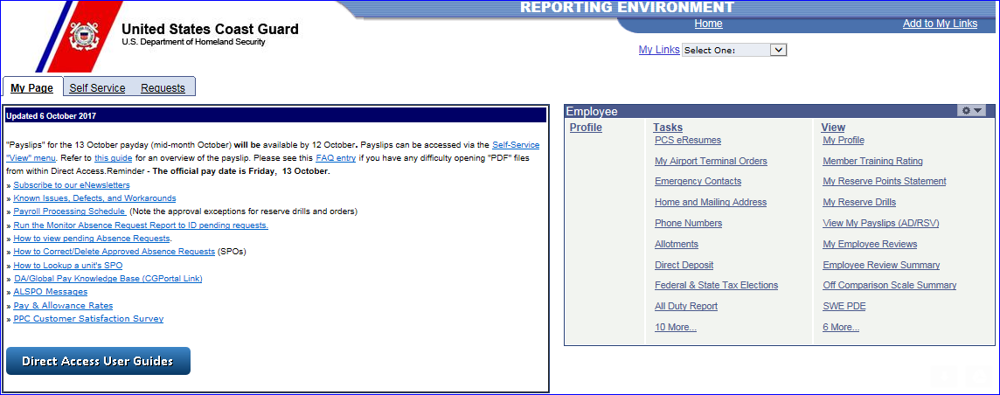 REPORTING ENVIRONMENT
United States Coast Guard
U.S. Department of Homeland Security
Home
Add to My Links
My Links Select One:
My Page Self Service Requests
Updated 6 October 2017
"Payslips" for the 13 October payday (mid-month October) will be available by 12 October. Payslips can be accessed via the Self-Service
"View" menu. Refer to this guide for an overview of the payslip. Please see this FAQ entry if you have any difficulty opening "PDF" files
from within Direct Access.Reminder - The official pay date is Friday, 13 October.
» Subscribe to our eNewsletters
» Known Issues, Defects, and Workarounds
» Payroll Processing Schedule (Note the approval exceptions for reserve drills and orders)
» Run the Monitor Absence Request Report to ID pending requests.
» How to view pending Absence Requests.
» How to Correct/Delete Approved Absence Requests (SPOs)
» How to Lookup a unit's SPO
» DA/Global Pay Knowledge Base (CGPortal Link)
» ALSPO Messages
» Pay & Allowance Rates
» PPC Customer Satisfaction Survey
Direct Access User Guides
Employee
Profile
Tasks
PCS eResumes
My Airport Terminal Orders
Emergency Contacts
Home and Mailing Address
Phone Numbers
Allotments
Direct Deposit
Federal & State Tax Elections
All Duty Report
10 More...
View
My Profile
Member Training Rating
My Reserve Points Statement
My Reserve Drills
View My Payslips (AD/RSV)
My Employee Reviews
Employee Review Summary
Off Comparison Scale Summary
SWE PDE
6 More...